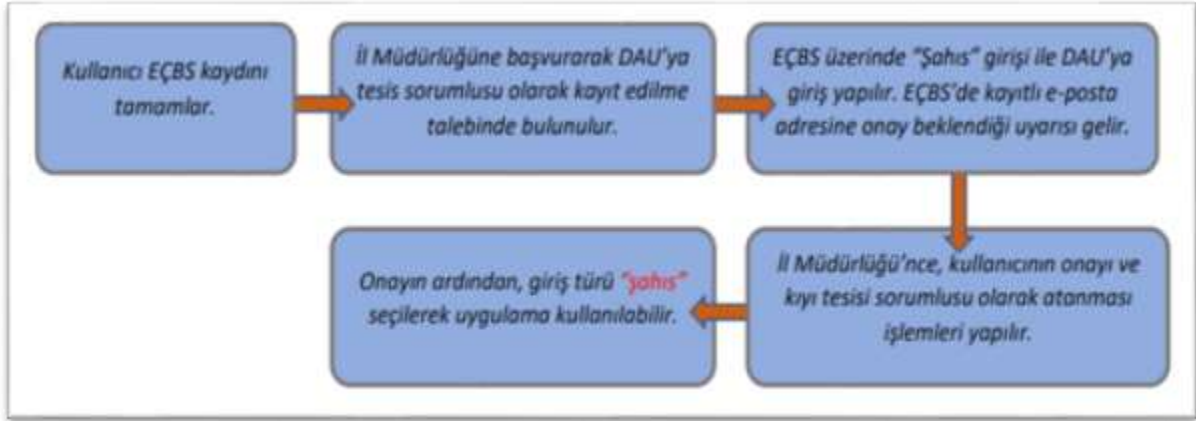 Kullanıcı EÇBS kaydını
tamamlar.
İl Müdürlüğüne başvurarak DAU'ya
tesis sorumlusu olarak kayıt edilme
talebinde bulunulur.
EÇBS üzerinde "Şahıs" girişi ile DAU'ya
giriş yapılır. EÇBS'de kayıtlı e-posta
adresine onay beklendiği uyarısı gelir.
İl Müdürlüğü'nce, kullanıcının onayı ve
kıyı tesisi sorumlusu olarak atanması
işlemleri yapılır.
Onayın ardından, giriş türü "şahıs"
seçilerek uygulama kullanılabilir.